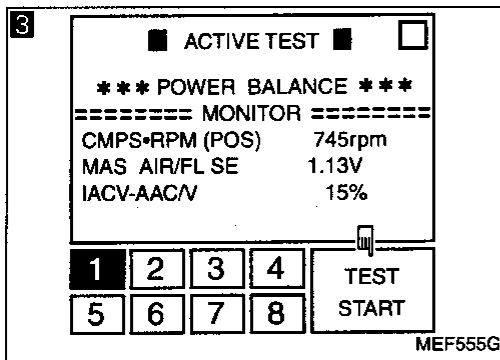 3
■ ACTIVE TEST ■
*** POWER BALANCE ***
======== MONITOR ========
CMPS•RPM (POS) 745rpm
MAS AIR/FL SE 1.13V
IACV-AAC/V 15%
1 2 3 4
5 6 7 8
TEST
START
MEF555G